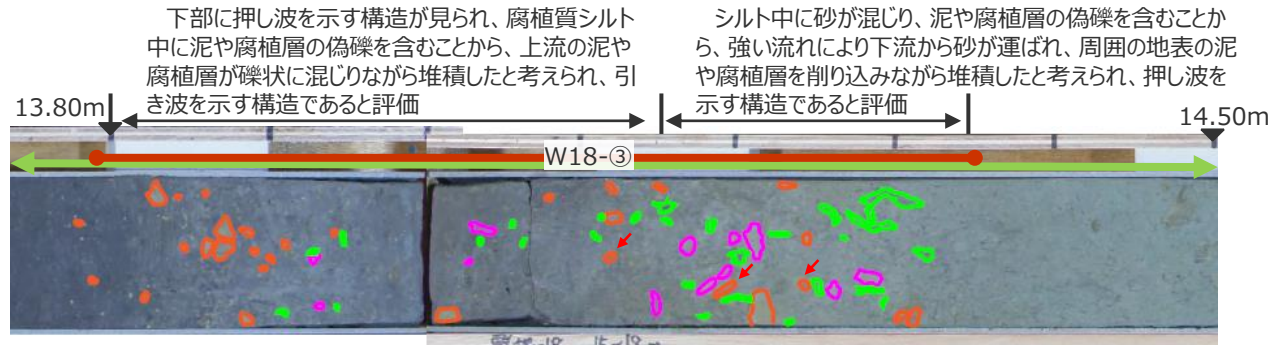 下部に押し波を示す構造が見られ、腐植質シルト
中に泥や腐植層の偽礫を含むことから、上流の泥や
腐植層が礫状に混じりながら堆積したと考えられ、引
き波を示す構造であると評価
シルト中に砂が混じり、泥や腐植層の偽礫を含むことか
ら、強い流れにより下流から砂が運ばれ、周囲の地表の泥
や腐植層を削り込みながら堆積したと考えられ、押し波を
示す構造であると評価
13.80m
14.50m
W18-③